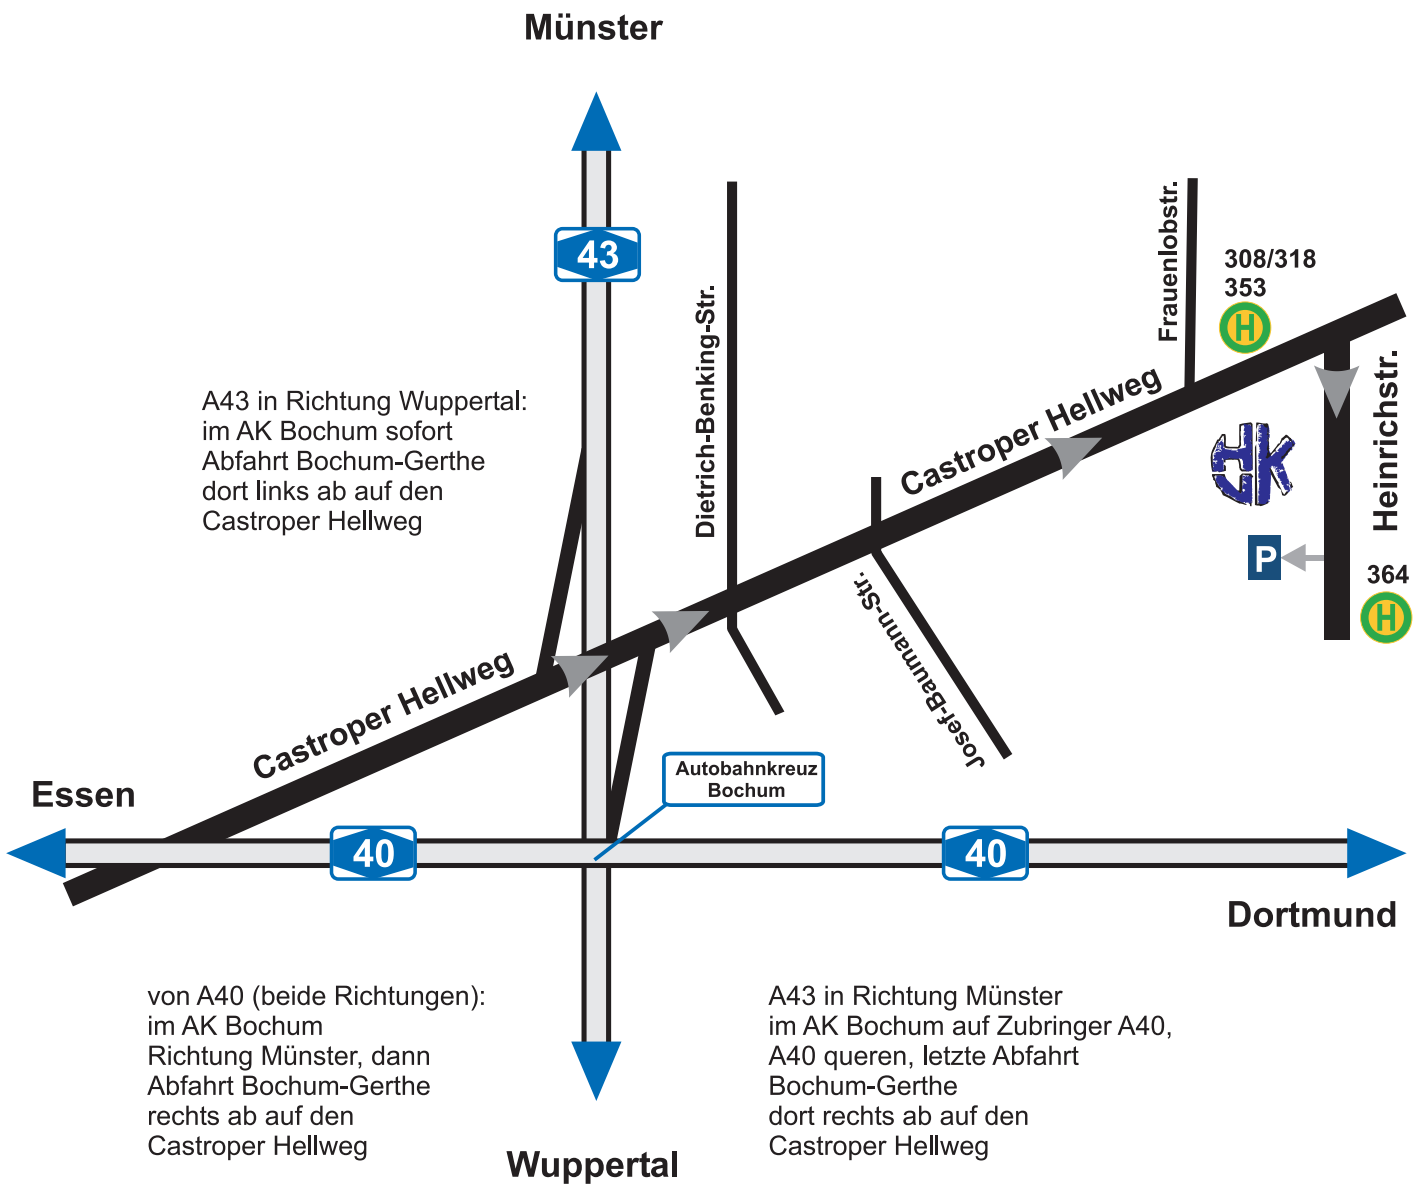 Münster
43
Frauenlobstr.
308/318
353
H
Dietrich-Benking-Str.
Castroper Hellweg
Heinrichstr.
A43 in Richtung Wuppertal:
im AK Bochum sofort
Abfahrt Bochum-Gerthe
dort links ab auf den
Castroper Hellweg
P
364
H
Josef-Baumann-Str.
Castroper Hellweg
Autobahnkreuz
Bochum
Essen
40
40
Dortmund
von A40 (beide Richtungen):
im AK Bochum
Richtung Münster, dann
Abfahrt Bochum-Gerthe
rechts ab auf den
Castroper Hellweg
A43 in Richtung Münster
im AK Bochum auf Zubringer A40,
A40 queren, letzte Abfahrt
Bochum-Gerthe
dort rechts ab auf den
Castroper Hellweg
Wuppertal